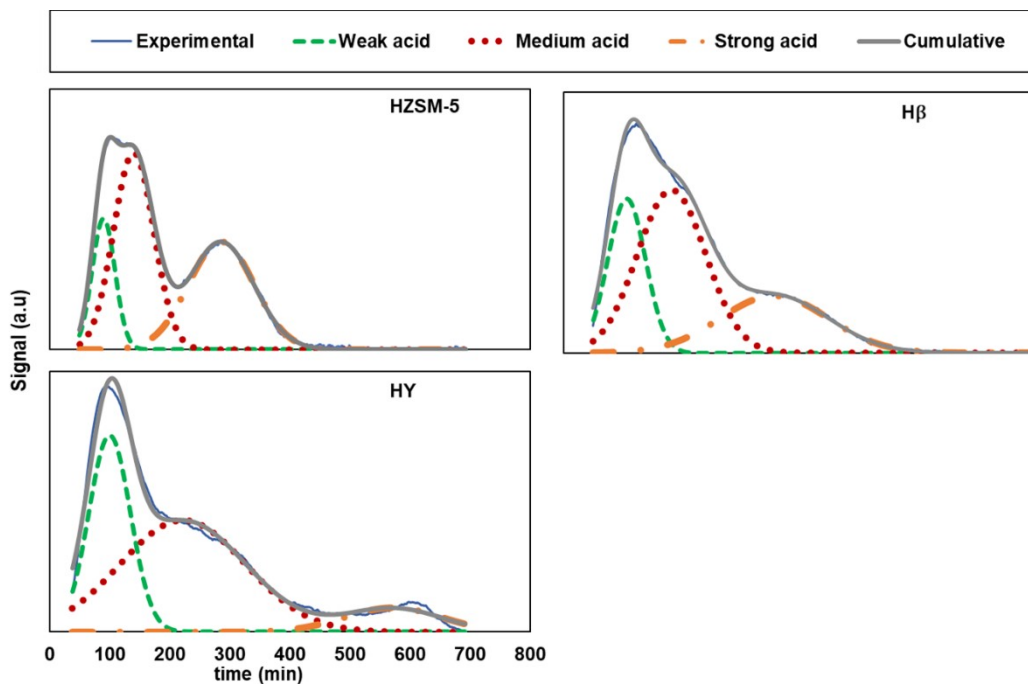 Experimental Weak acid Medium acid Strong acid Cumulative
HZSM-5
Hβ
Signal (a.u)
HY
0 100 200 300 400 500 600 700 800
time (min)